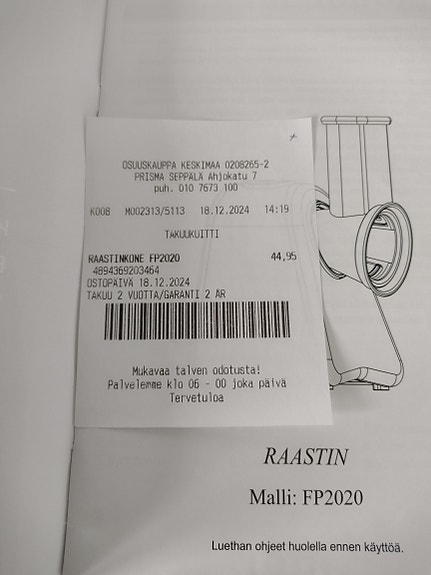 OSUUSKAUPPA KESKIMAA 0208265-2
PRISMA SEPPÄLÄ Ahjokatu 7
puh. 010 7673 100
K008 M002313/5113 18.12.2024 14:19
TAKUUKUITTI
RAASTINKONE FP2020 44,95
4894369203464
OSTOPÄIVÄ 18.12.2024
TAKUU 2 VUOTTA/GARANTI 2 ÅR
Mukavaa talven odotusta!
Palvelemme klo 06 - 00 joka päivä
Tervetuloa
RAASTIN
Malli: FP2020
Luethan ohjeet huolella ennen käyttöä.